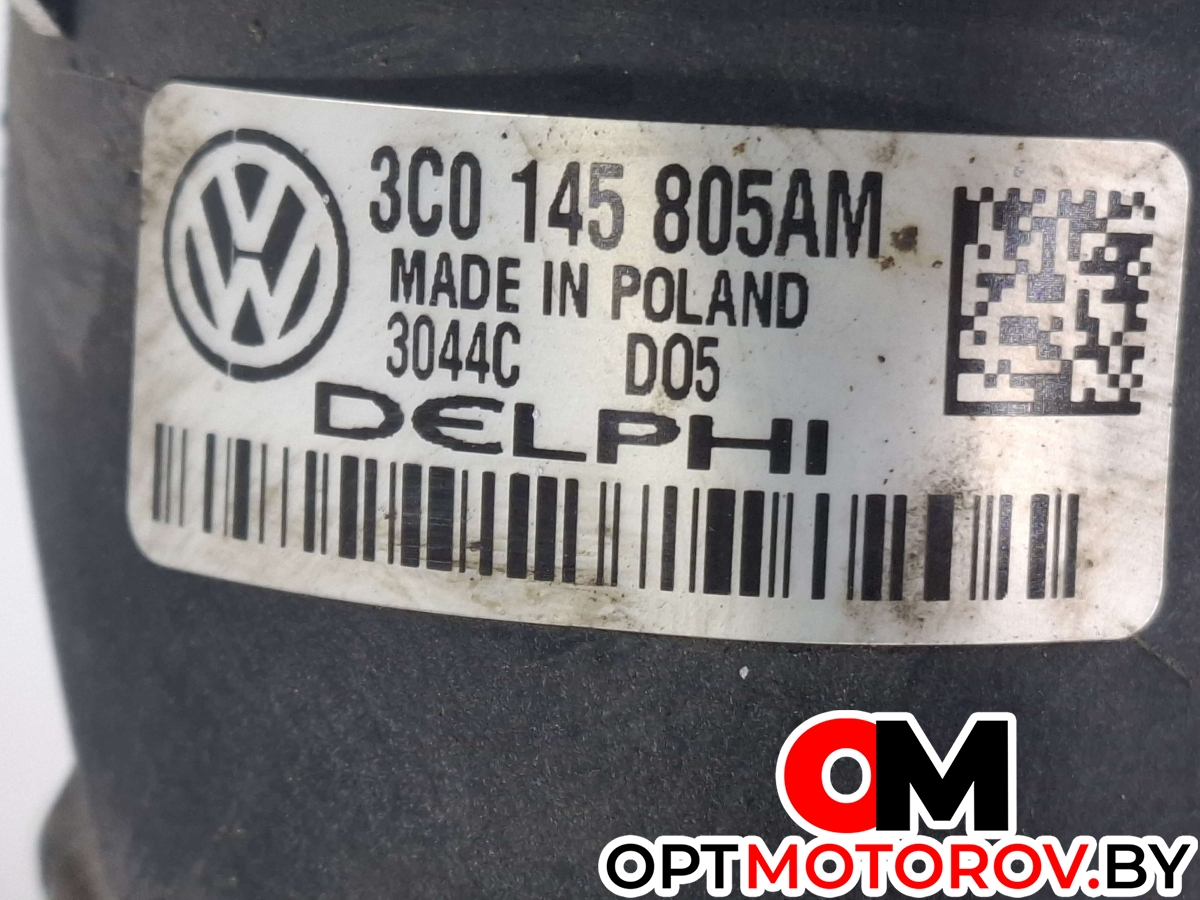 3C0 145 805AM
MADE IN POLAND
3044C D05
DELPHI
OM
OPTMOTOROV.BY